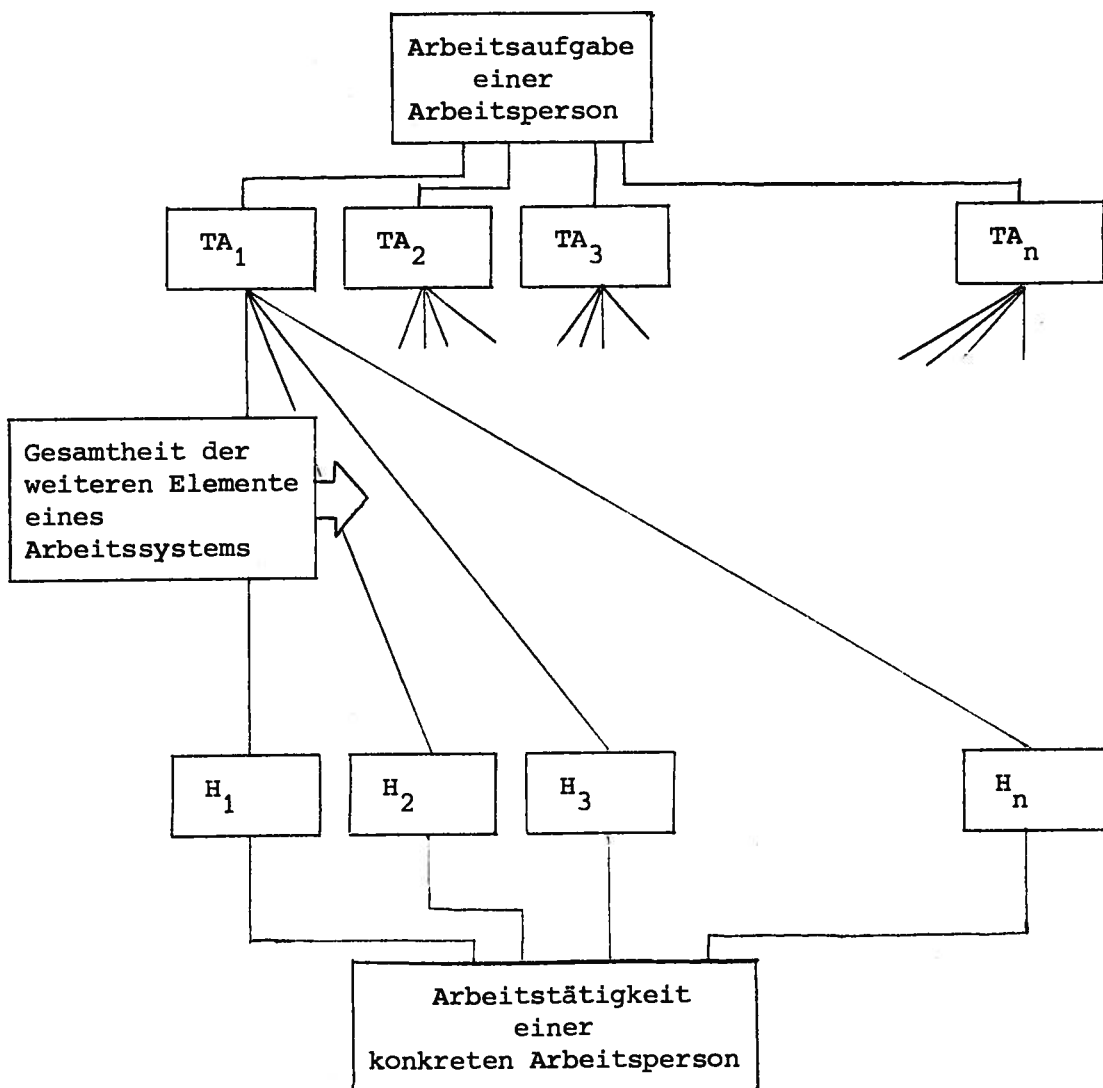 Arbeitsaufgabe
einer
Arbeitsperson
TA1
TA2
TA3
TAn
Gesamtheit der
weiteren Elemente
eines
Arbeitssystems
H1
H2
H3
Hn
Arbeitstätigkeit
einer
konkreten Arbeitsperson